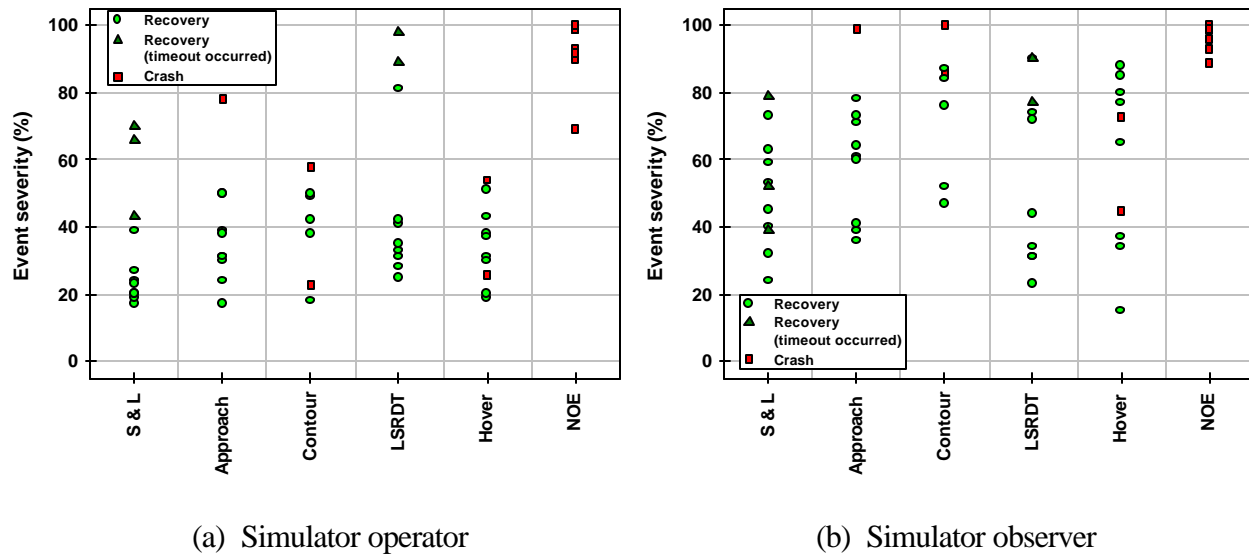 Event severity (%)
100
80
60
40
20
0
Recovery
Recovery
(timeout occurred)
Crash
S & L
Approach
Contour
LSRDT
Hover
NOE
(a) Simulator operator
Event severity (%)
100
80
60
40
20
0
Recovery
Recovery
(timeout occurred)
Crash
S & L
Approach
Contour
LSRDT
Hover
NOE
(b) Simulator observer